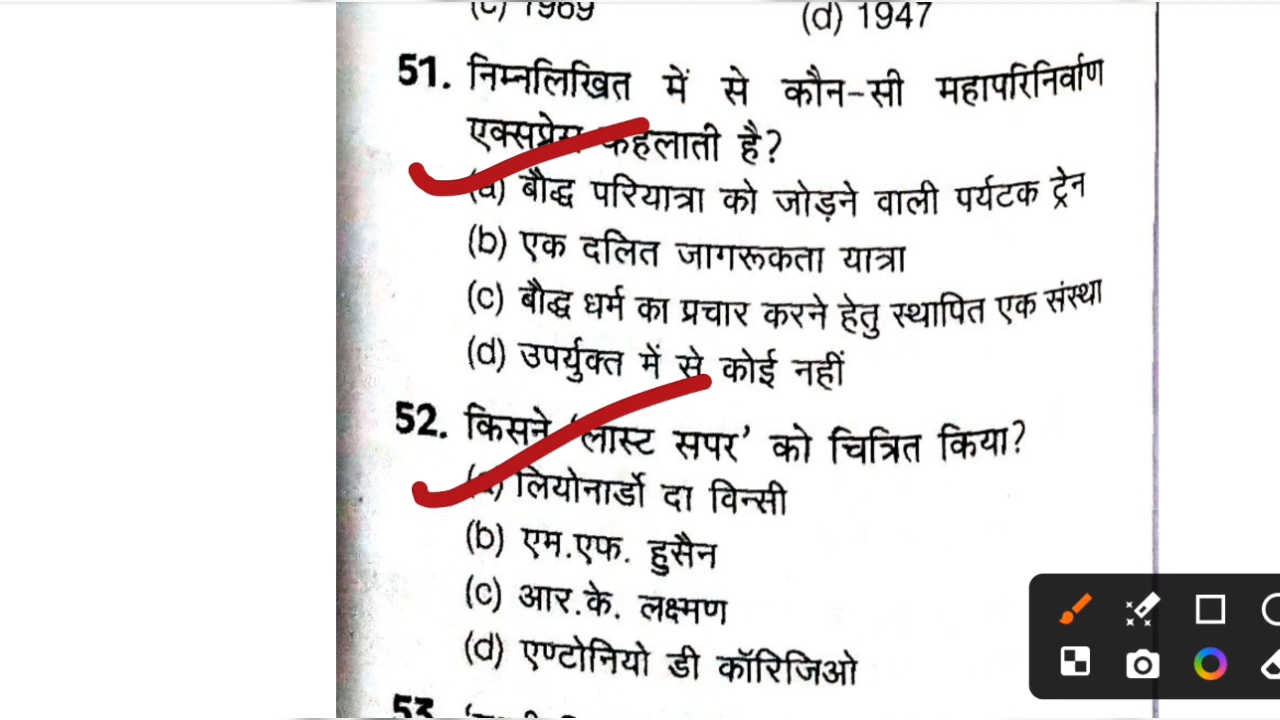 (c) 1969
(d) 1947
51. निम्नलिखित में से कौन-सी महापरिनिर्वाण
एक्सप्रेस कहलाती है?
(a) बौद्ध परियात्रा को जोड़ने वाली पर्यटक ट्रेन
(b) एक दलित जागरूकता यात्रा
(c) बौद्ध धर्म का प्रचार करने हेतु स्थापित एक संस्था
(d) उपर्युक्त में से कोई नहीं
52. किसने 'लास्ट सपर' को चित्रित किया?
(a) लियोनार्डो दा विन्सी
(b) एम.एफ. हुसैन
(c) आर.के. लक्ष्मण
(d) एण्टोनियो डी कॉरिजिओ
53.